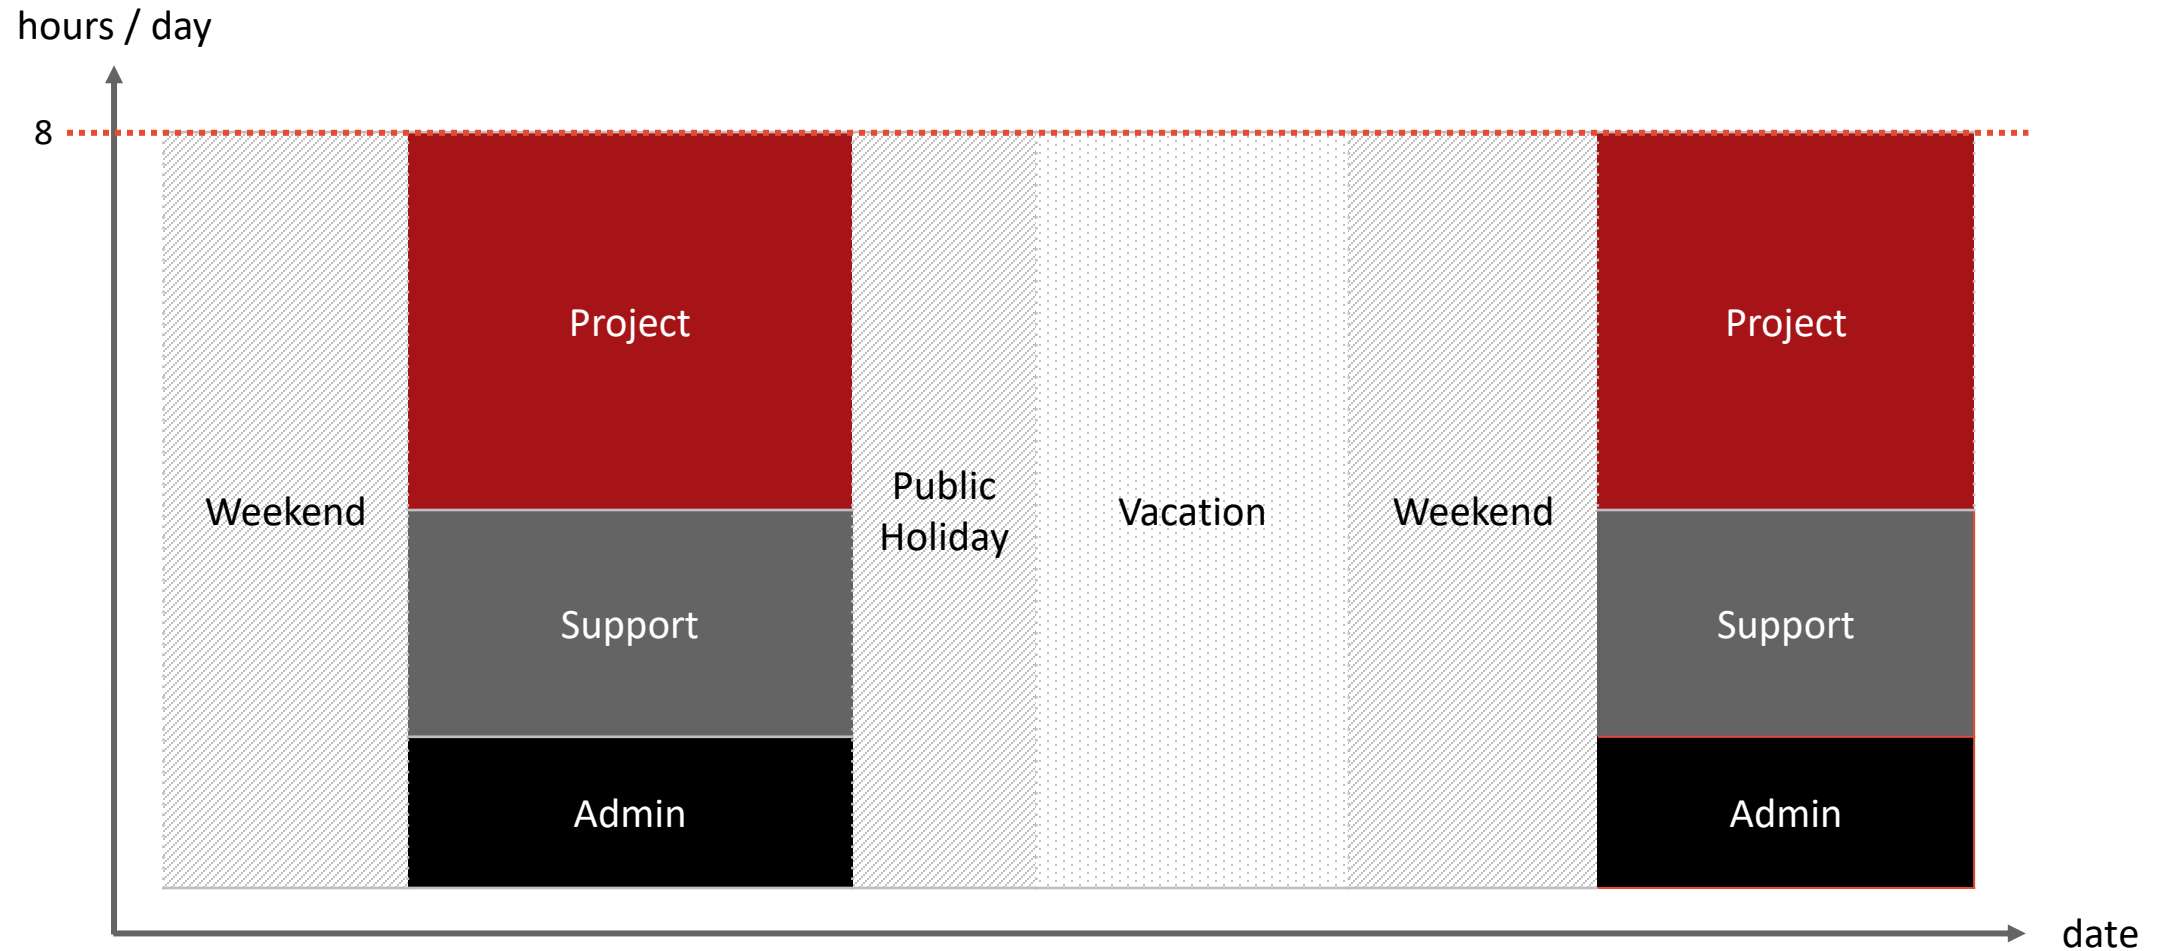 hours / day
8
Project
Project
Weekend
Public
Holiday
Vacation
Weekend
Support
Support
Admin
Admin
date